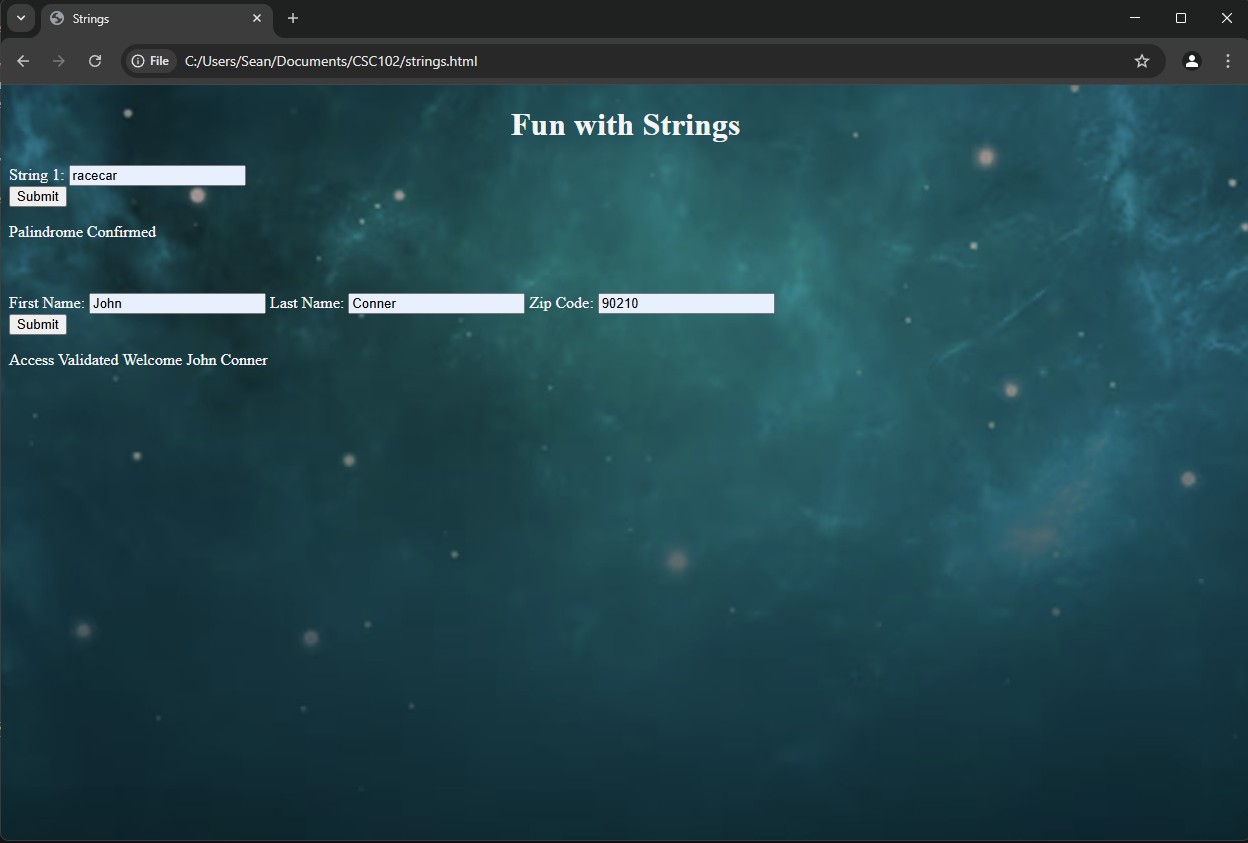 Strings
File C:/Users/Sean/Documents/CSC102/strings.html
Fun with Strings
String 1: racecar
Submit
Palindrome Confirmed
First Name: John Last Name: Conner Zip Code: 90210
Submit
Access Validated Welcome John Conner